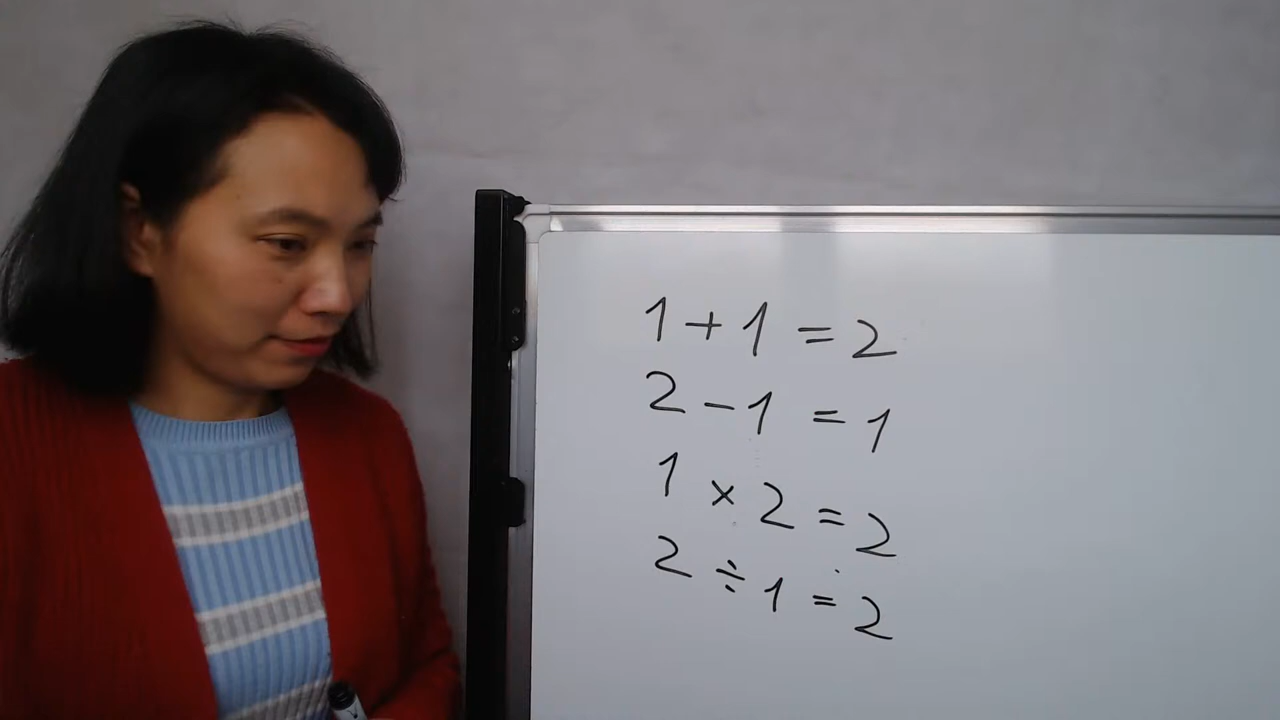 1 + 1 = 2
2 - 1 = 1
1 × 2 = 2
2 ÷ 1 = 2